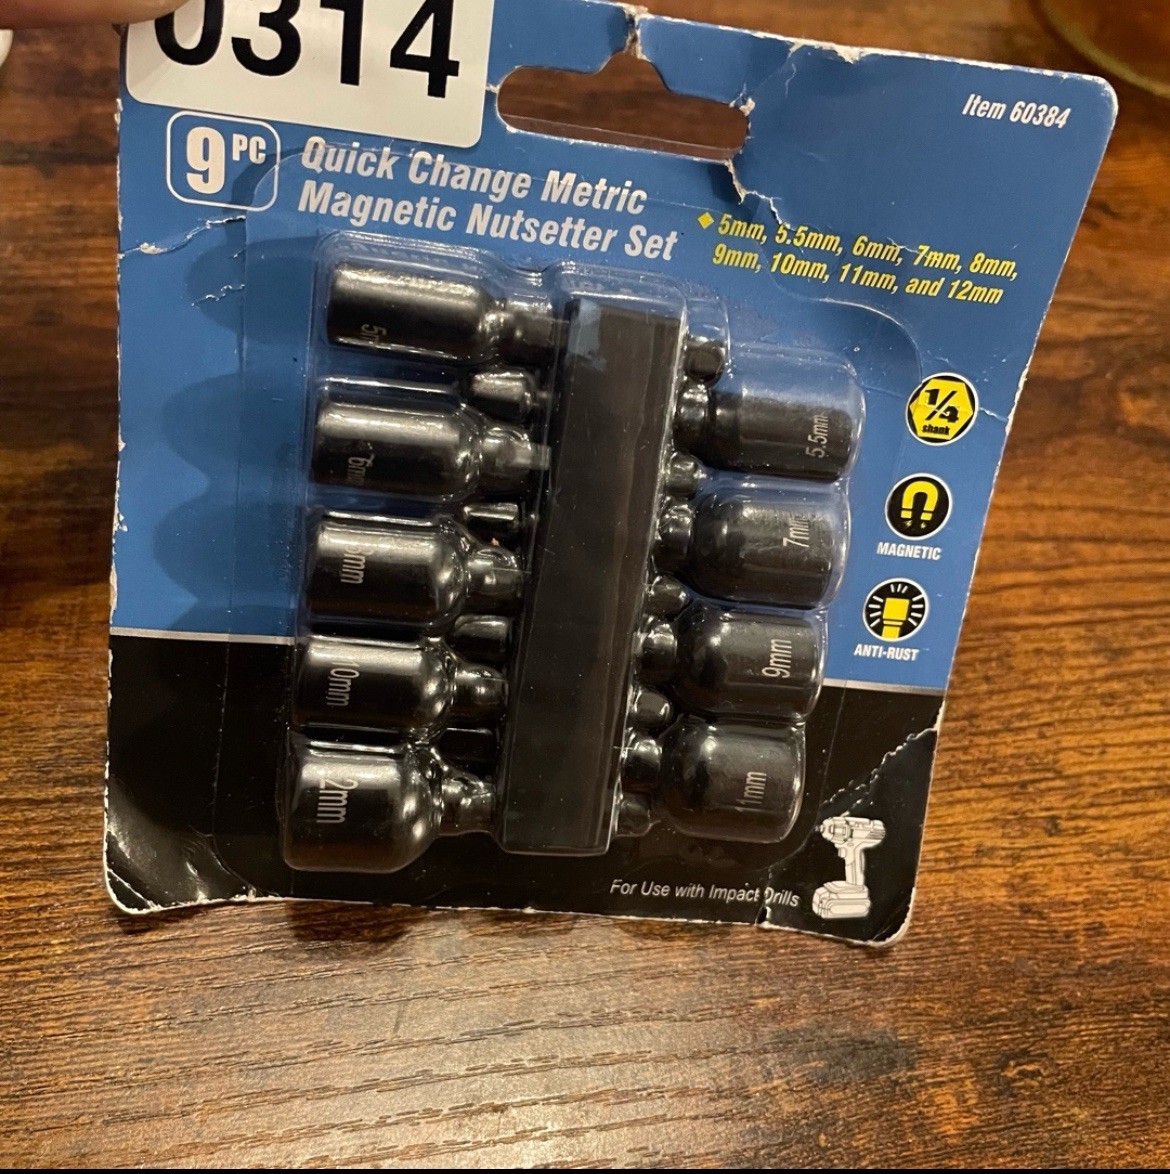 0314
Item 60384
9 PC
Quick Change Metric
Magnetic Nutsetter Set
5mm, 5.5mm, 6mm, 7mm, 8mm,
9mm, 10mm, 11mm, and 12mm
1/4
shank
MAGNETIC
ANTI-RUST
5.5mm
7mm
9mm
11mm
For Use with Impact Drills